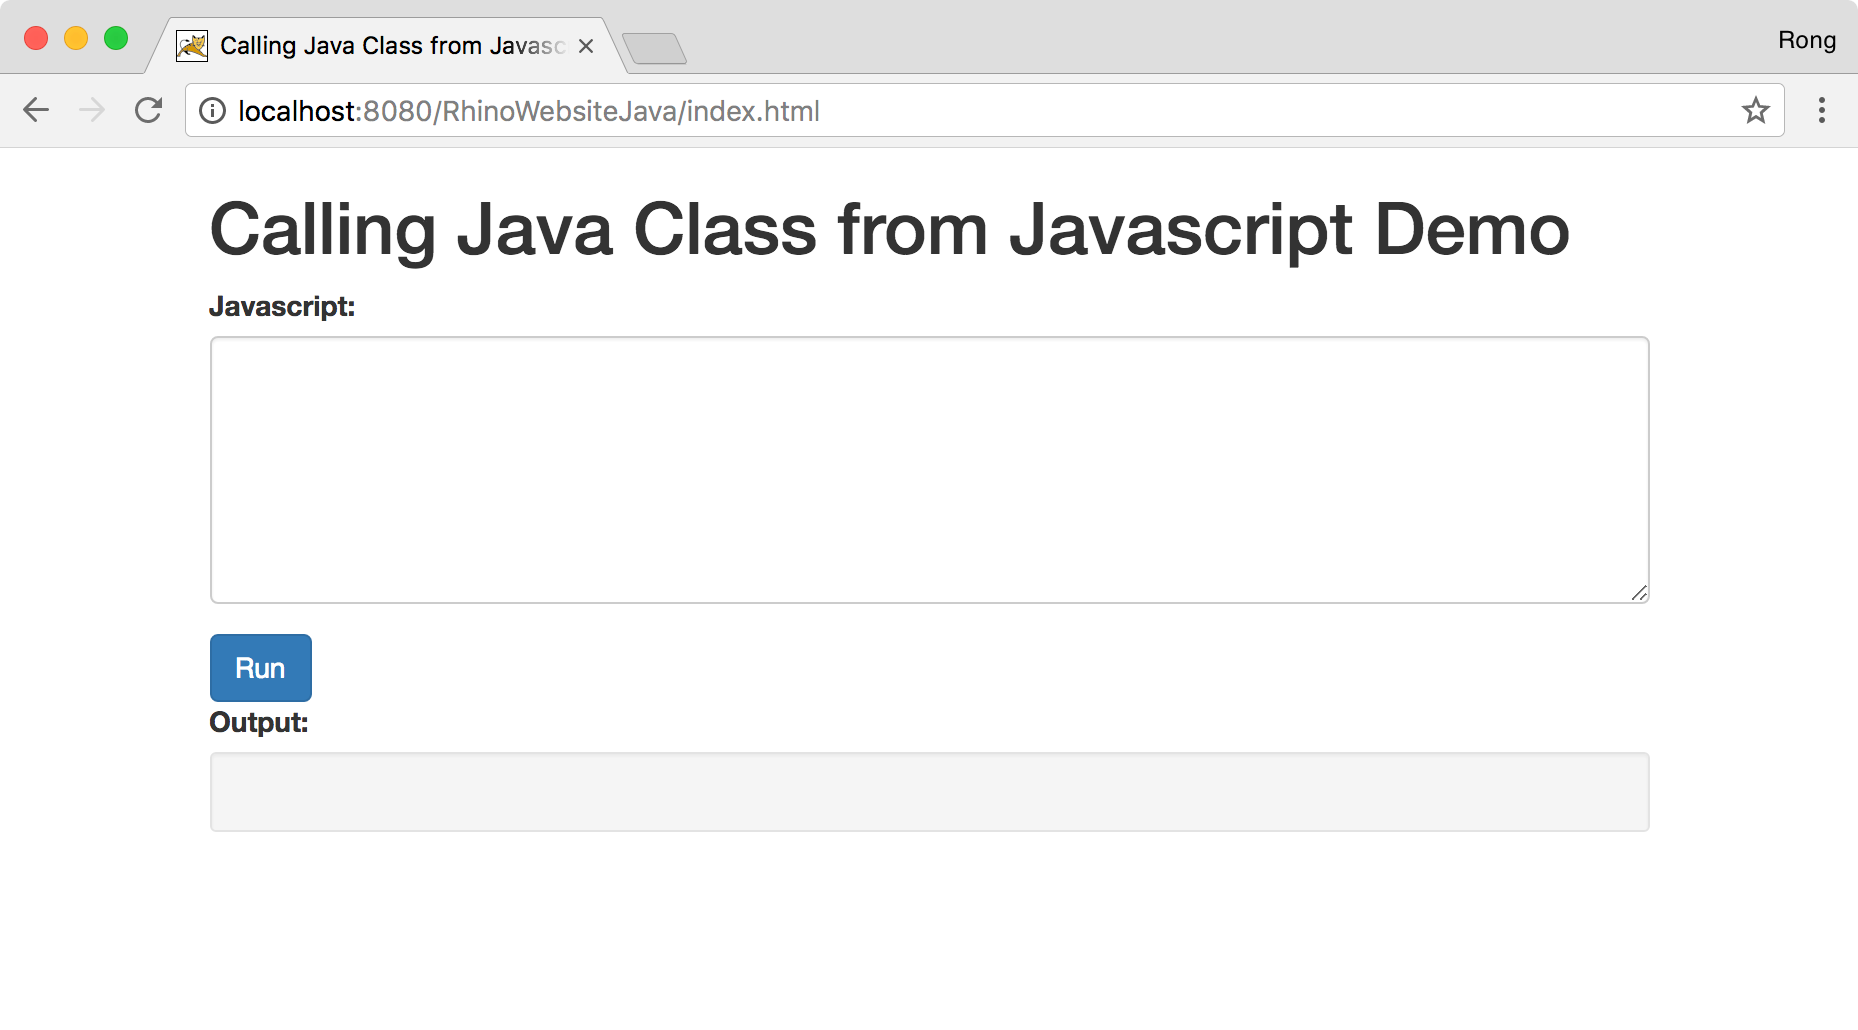 Calling Java Class from Javasc
Rong
localhost:8080/RhinoWebsiteJava/index.html
Calling Java Class from Javascript Demo
Javascript:
Run
Output: